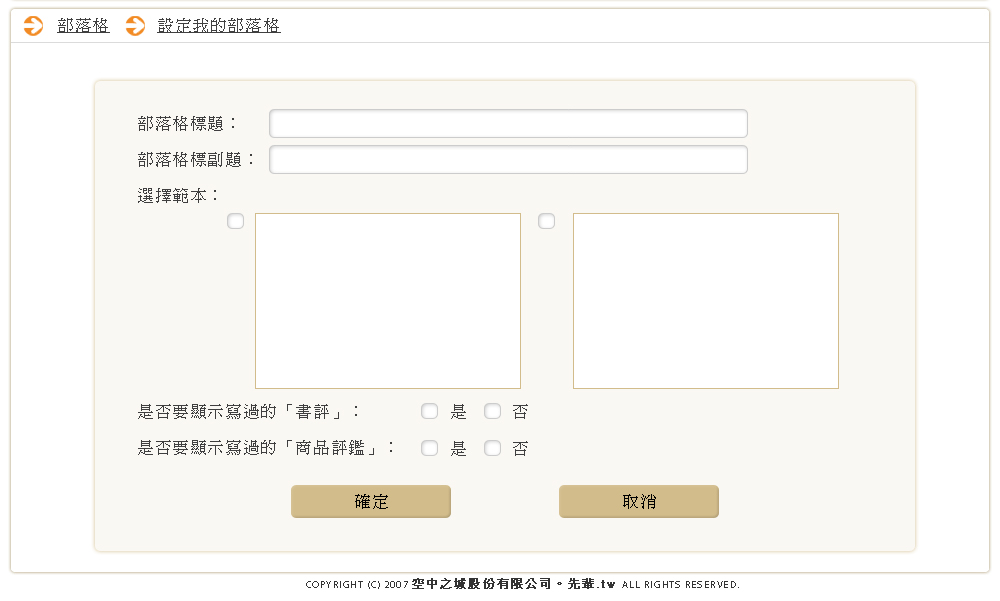 部落格 設定我的部落格
部落格標題：
部落格標副題：
選擇範本：
是否要顯示寫過的「書評」： 是 否
是否要顯示寫過的「商品評鑑」： 是 否
確定 取消
COPYRIGHT (C) 2007 空中之城股份有限公司。先輩.tw ALL RIGHTS RESERVED.